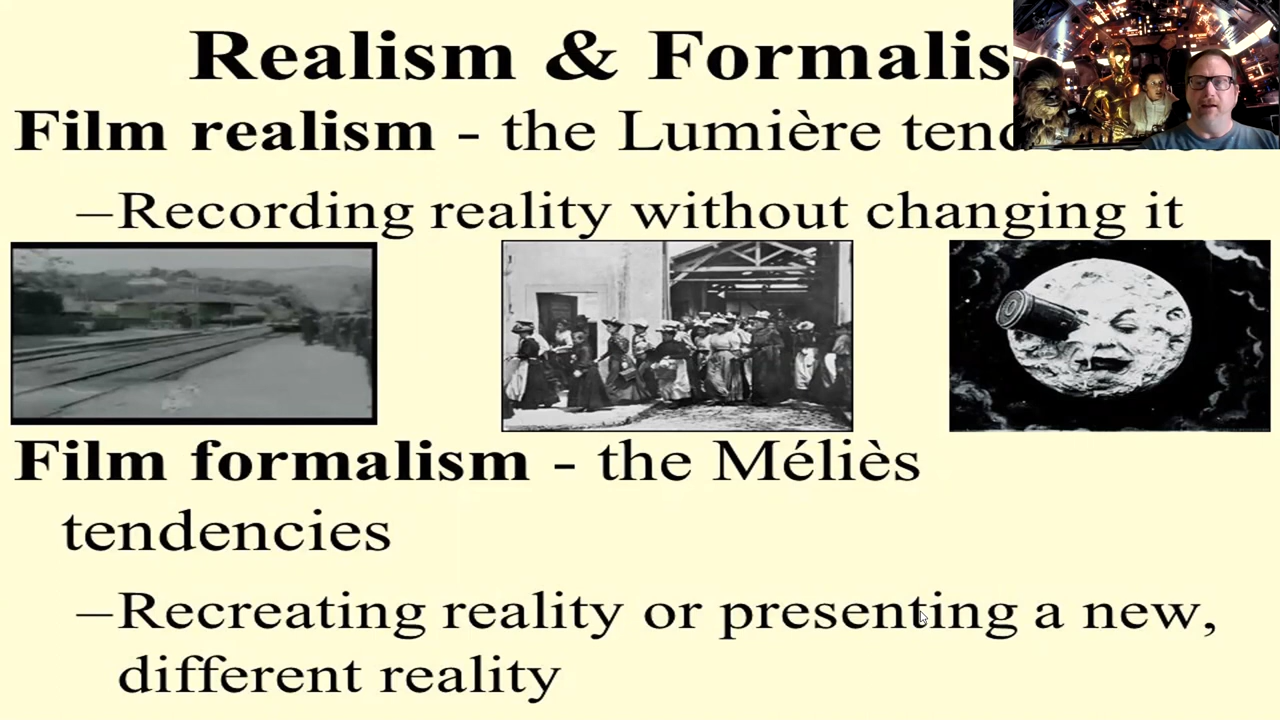 Realism & Formalis
Film realism - the Lumière
–Recording reality without changing it
Film formalism - the Méliès
tendencies
–Recreating reality or presenting a new,
different reality